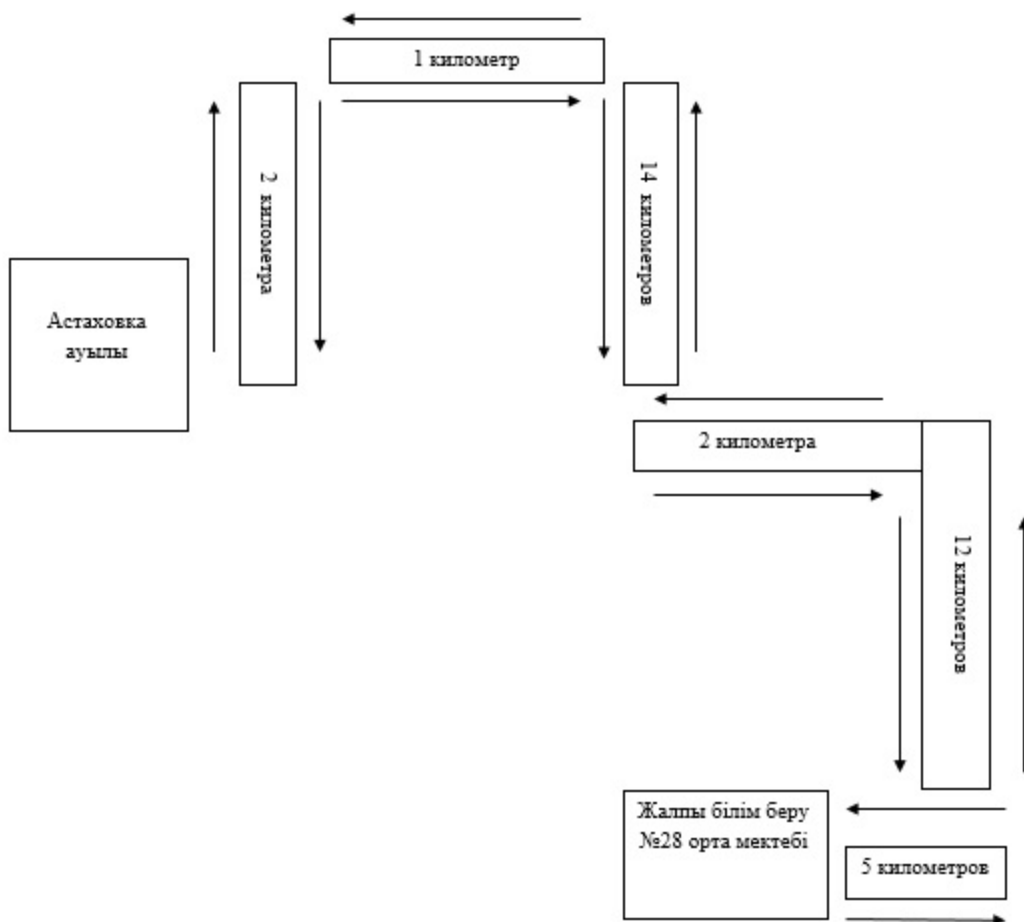 1 километр
2 километра
14 километров
Астаховка
ауылы
2 километра
12 километров
Жалпы білім беру
№28 орта мектебі
5 километров